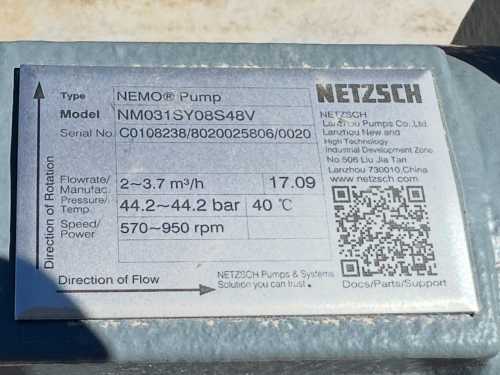 Type NEMO® Pump
NETZSCH
Model NM031SY08S48V
Serial No. C0108238/8020025806/0020
NETZSCH
Lanzhou Pumps Co., Ltd.
Lanzhou New and
High Technology
Industrial Development Zone
No.506 Liu Jia Tan
Lanzhou 730010,China
www.netzsch.com
Flowrate/
Manufac. 2~3.7 m³/h 17.09
Pressure/
Temp. 44.2~44.2 bar 40 ℃
Speed/
Power 570~950 rpm
Direction of Rotation
Direction of Flow
NETZSCH Pumps & Systems
Solution you can trust.
Docs/Parts/Support